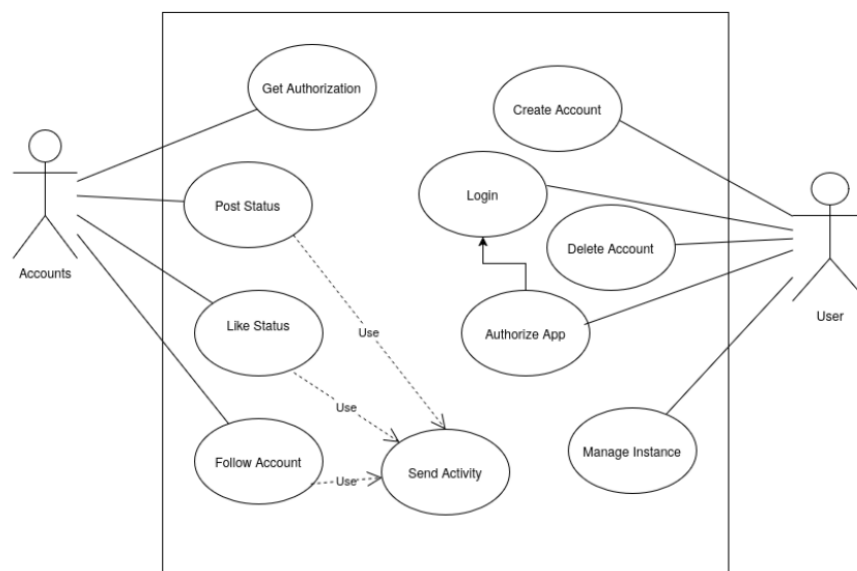 Get Authorization
Create Account
Login
Post Status
Delete Account
Accounts
User
Like Status
Use
Authorize App
Use
Manage Instance
Follow Account
Use
Send Activity